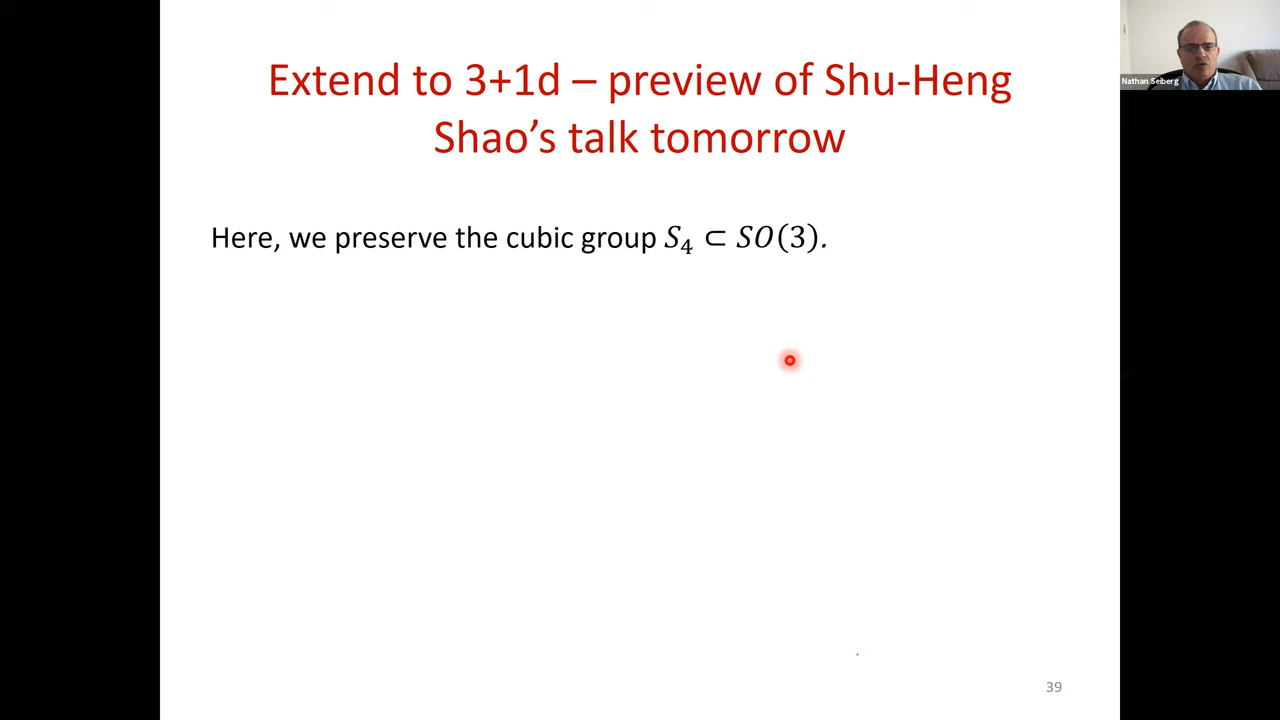 Extend to 3+1d – preview of Shu-Heng
Shao's talk tomorrow
Nathan Seiberg
Here, we preserve the cubic group S₄ ⊂ SO(3).
39